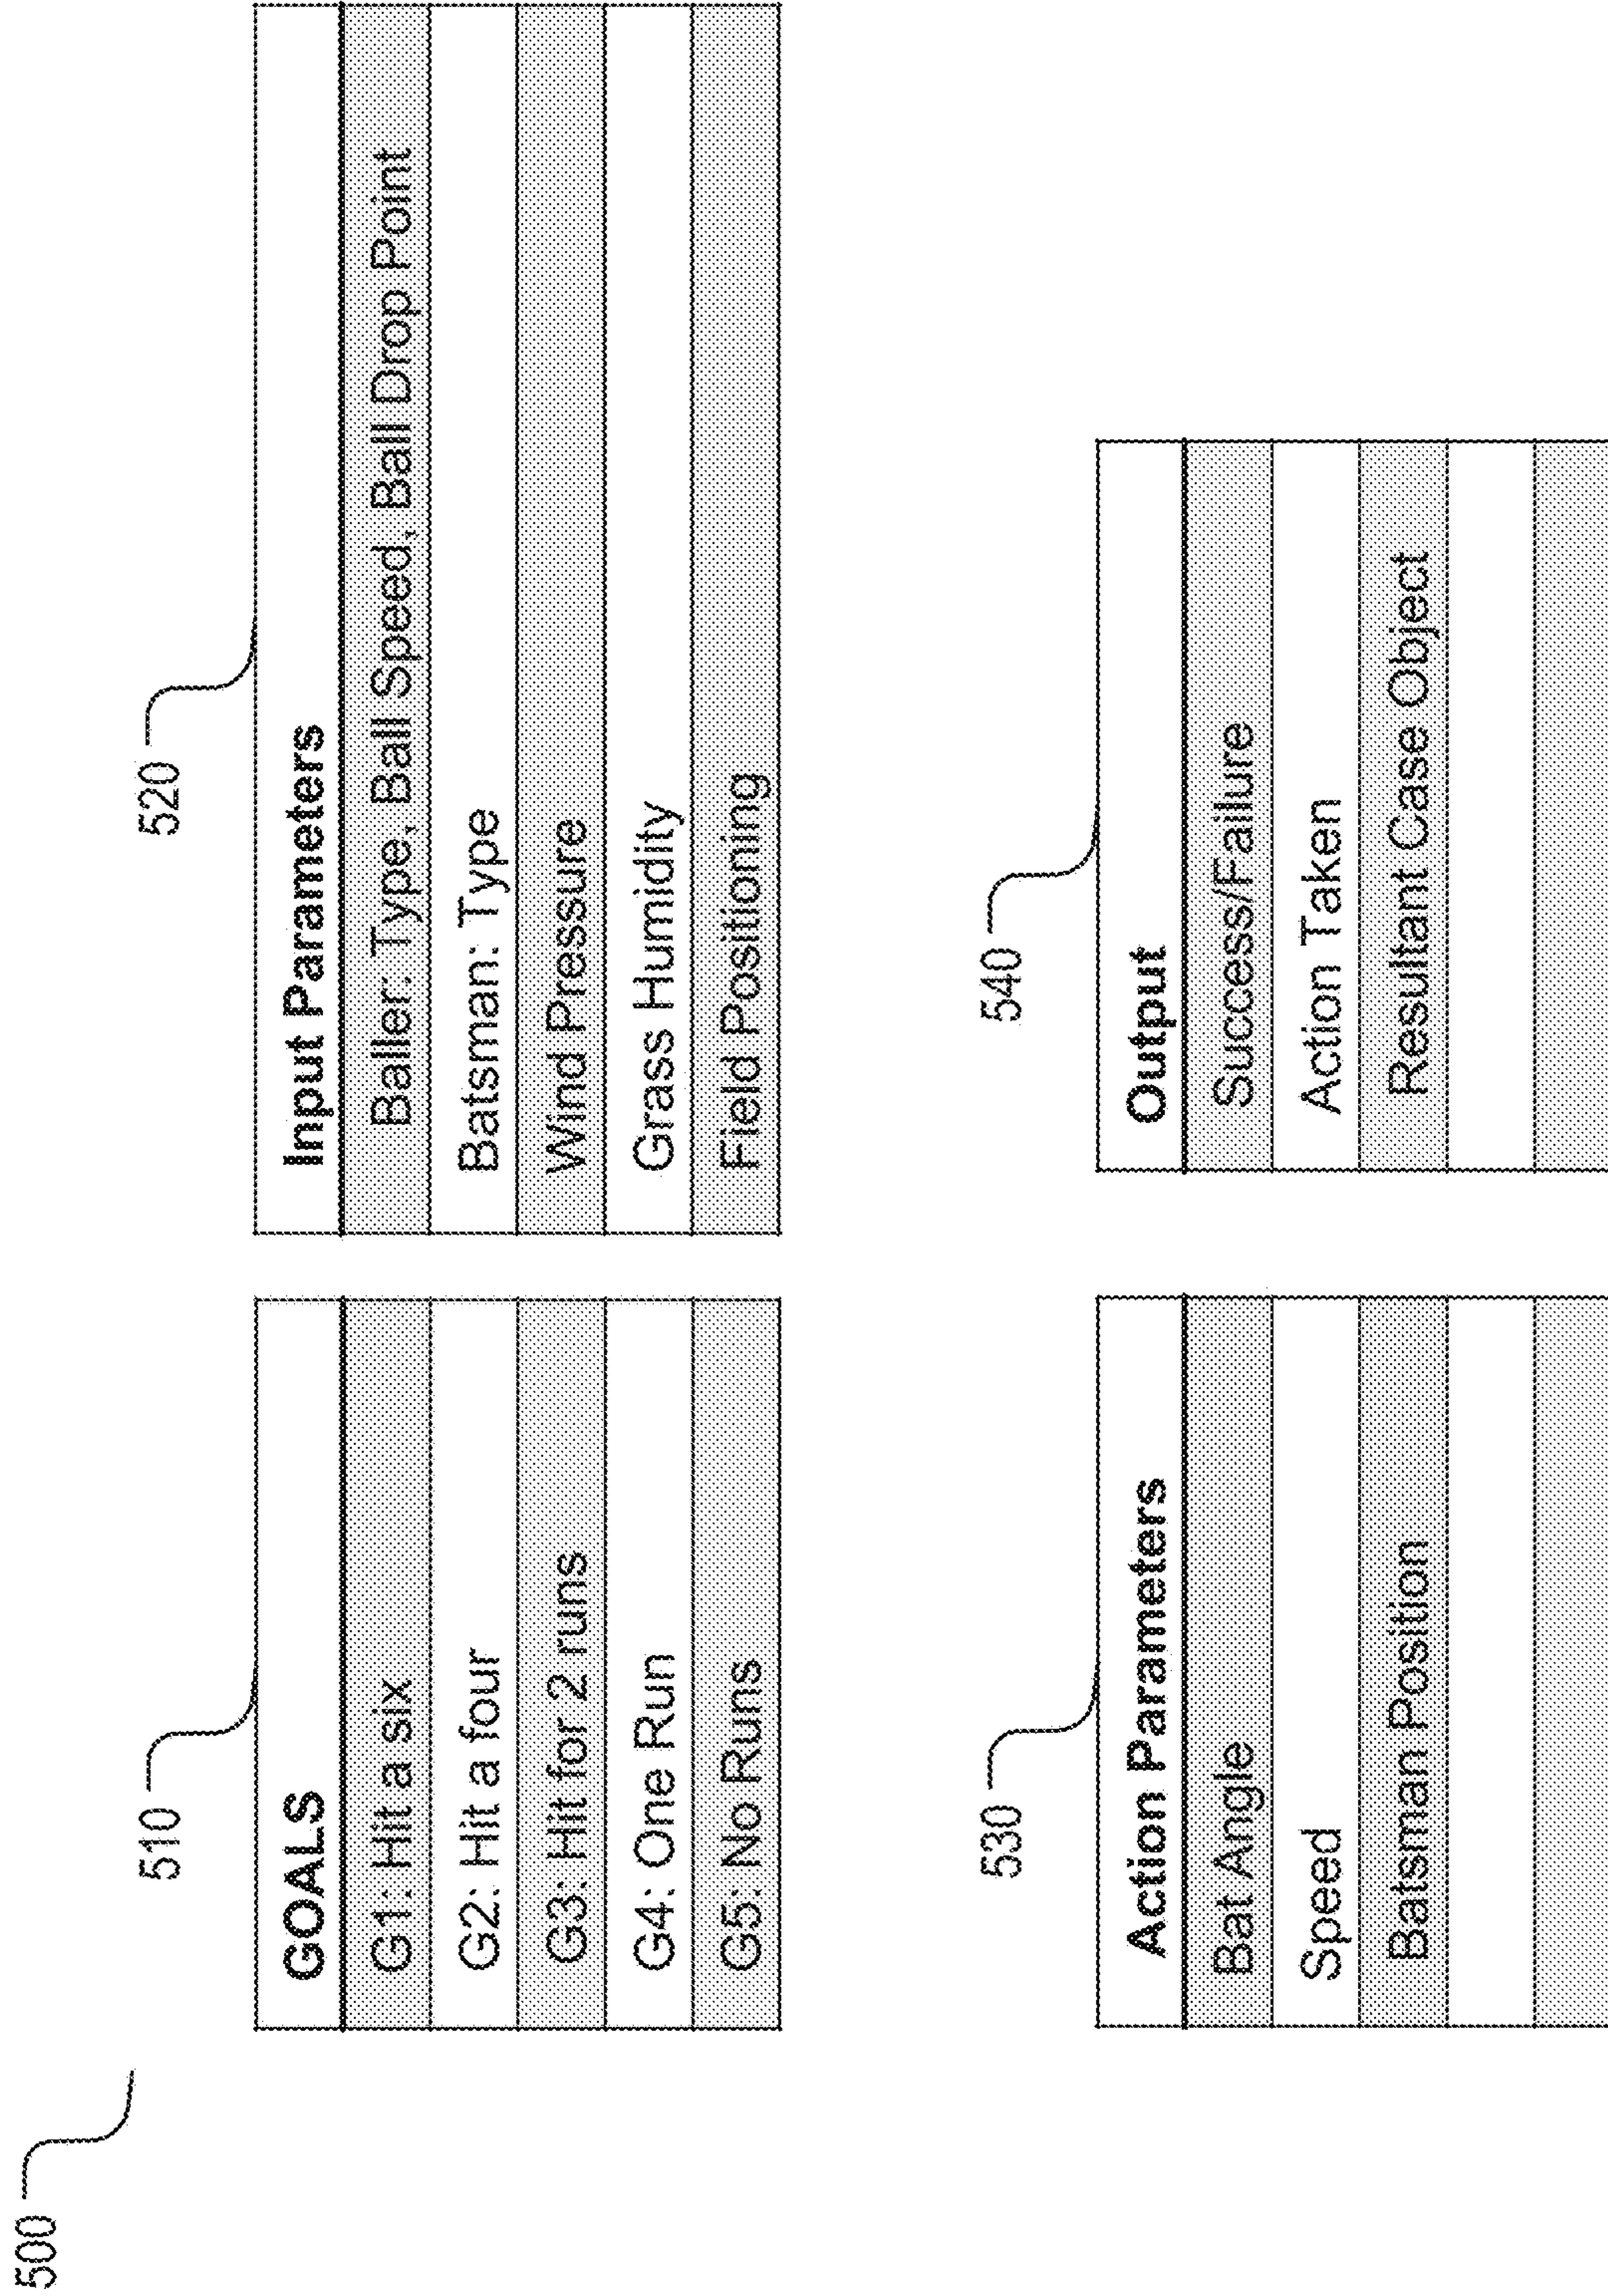 500
510
GOALS
G1: Hit a six
G2: Hit a four
G3: Hit for 2 runs
G4: One Run
G5: No Runs
520
Input Parameters
Baller: Type, Ball Speed, Ball Drop Point
Batsman: Type
Wind Pressure
Grass Humidity
Field Positioning
530
Action Parameters
Bat Angle
Speed
Batsman Position
540
Output
Success/Failure
Action Taken
Resultant Case Object